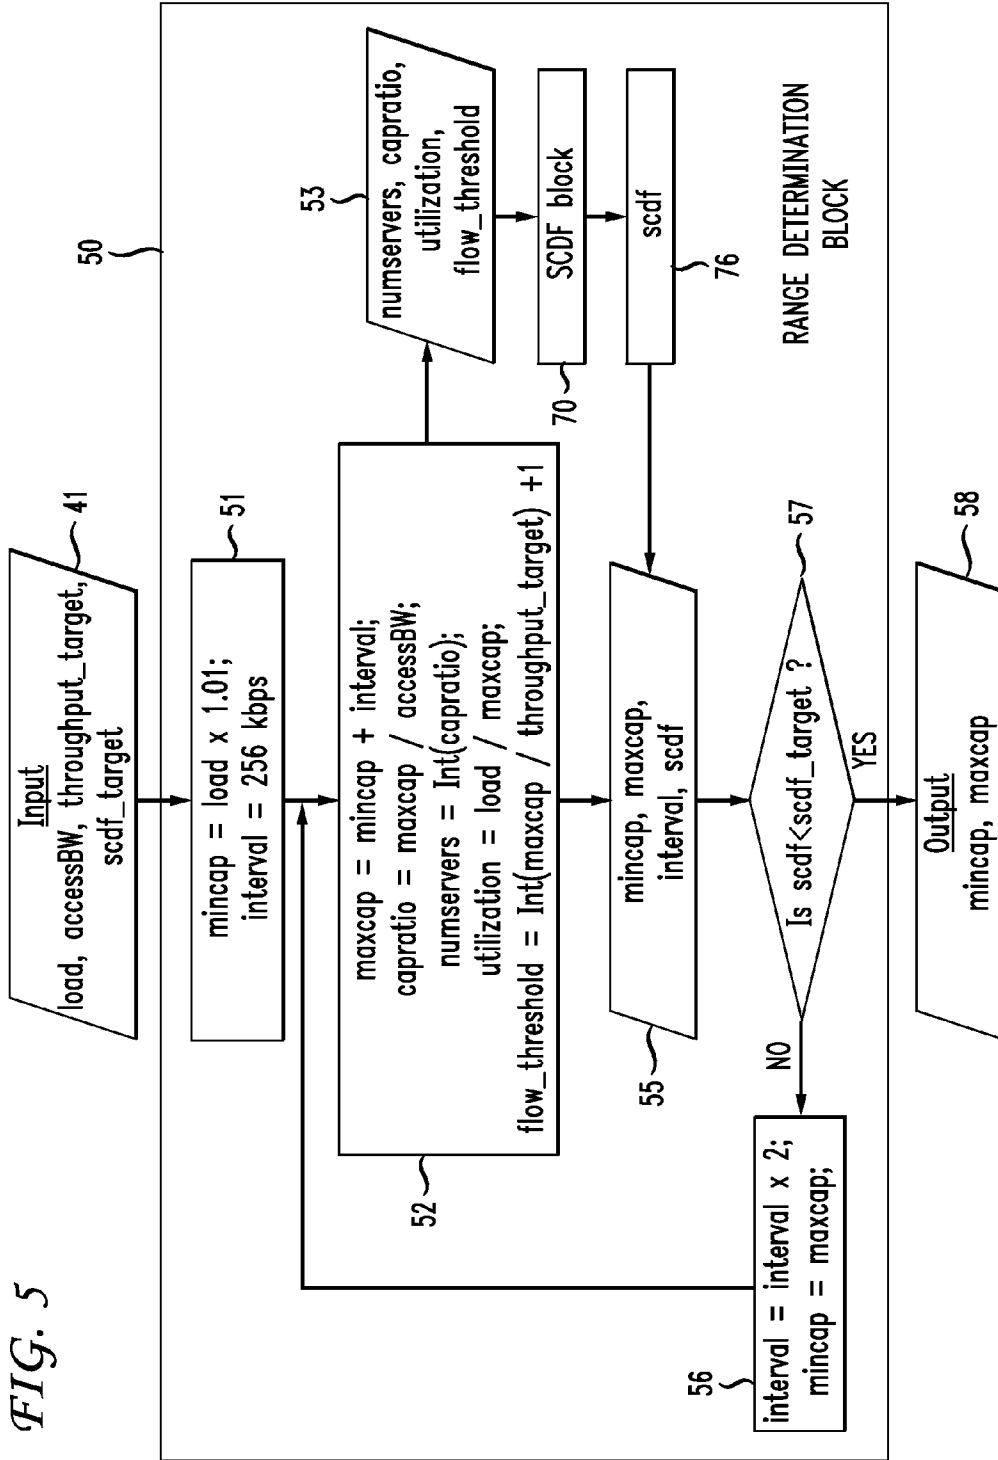 FIG. 5
Input
load, accessBW, throughput_target,
scdf_target
41
50
mincap = load x 1.01;
interval = 256 kbps
51
maxcap = mincap + interval;
capratio = maxcap / accessBW;
numservers = Int(capratio);
utilization = load / maxcap;
flow_threshold = Int(maxcap / throughput_target) +1
52
53
numservers, capratio,
utilization,
flow_threshold
SCDF block
70
scdf
76
mincap, maxcap,
interval, scdf
55
Is scdf<scdf_target ?
57
NO
YES
56
interval = interval x 2;
mincap = maxcap;
RANGE DETERMINATION
BLOCK
Output
mincap, maxcap
58